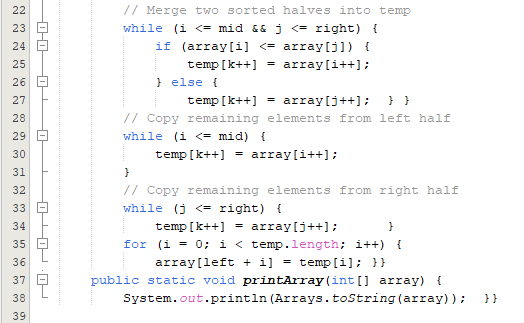 22 // Merge two sorted halves into temp
23 while (i <= mid && j <= right) {
24 if (array[i] <= array[j]) {
25 temp[k++] = array[i++];
26 } else {
27 temp[k++] = array[j++]; } }
28 // Copy remaining elements from left half
29 while (i <= mid) {
30 temp[k++] = array[i++];
31 }
32 // Copy remaining elements from right half
33 while (j <= right) {
34 temp[k++] = array[j++]; }
35 for (i = 0; i < temp.length; i++) {
36 array[left + i] = temp[i]; }}
37 public static void printArray(int[] array) {
38 System.out.println(Arrays.toString(array)); }}
39